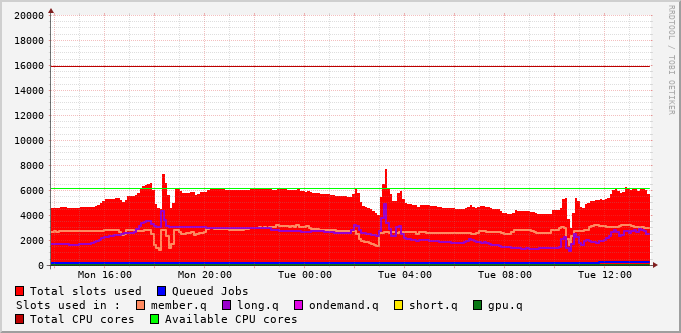 20000
18000
16000
14000
12000
10000
8000
6000
4000
2000
0
Mon 16:00 Mon 20:00 Tue 00:00 Tue 04:00 Tue 08:00 Tue 12:00
RRDTOOL / TOBI OETIKER
Total slots used Queued Jobs
Slots used in : member.q long.q ondemand.q short.q gpu.q
Total CPU cores Available CPU cores